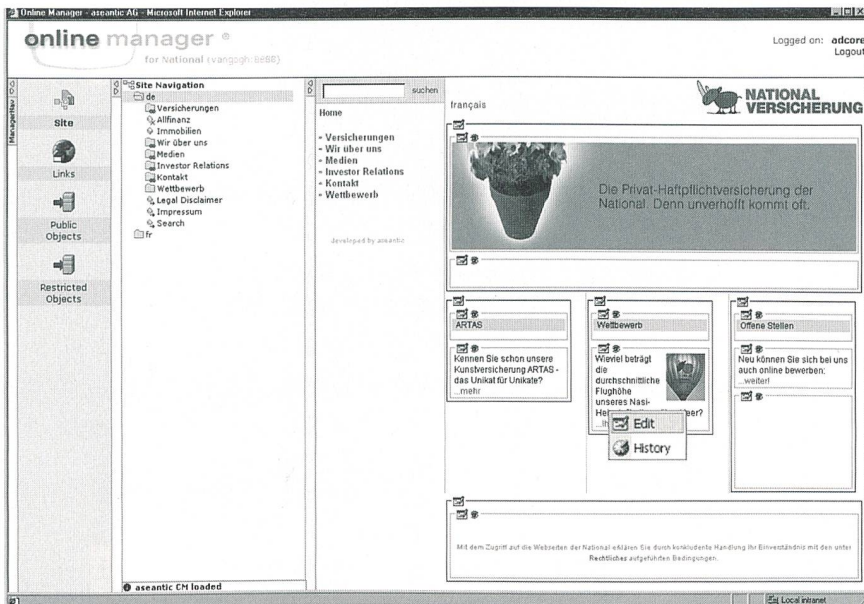 Online Manager - aseantic AG - Microsoft Internet Explorer
online manager ®
for National (vangogh:8888)
Logged on: adcore
Logout
ManagerNav
Site
Links
Public
Objects
Restricted
Objects
Site Navigation
de
Versicherungen
Allfinanz
Immobilien
Wir über uns
Medien
Investor Relations
Kontakt
Wettbewerb
Legal Disclaimer
Impressum
Search
fr
aseantic CM loaded
suchen
Home
Versicherungen
Wir über uns
Medien
Investor Relations
Kontakt
Wettbewerb
developed by aseantic
français
NATIONAL
VERSICHERUNG
Die Privat-Haftpflichtversicherung der
National. Denn unverhofft kommt oft.
ARTAS
Kennen Sie schon unsere
Kunstversicherung ARTAS -
das Unikat für Unikate?
...mehr
Wettbewerb
Wieviel beträgt
die
durchschnittliche
Flughöhe
unseres Nasi-
Edit
History
Offene Stellen
Neu können Sie sich bei uns
auch online bewerben:
...weiter!
Mit dem Zugriff auf die Webseiten der National erklären Sie durch konkludente Handlung Ihr Einverständnis mit den unter
Rechtliches aufgeführten Bedingungen.
Local intranet